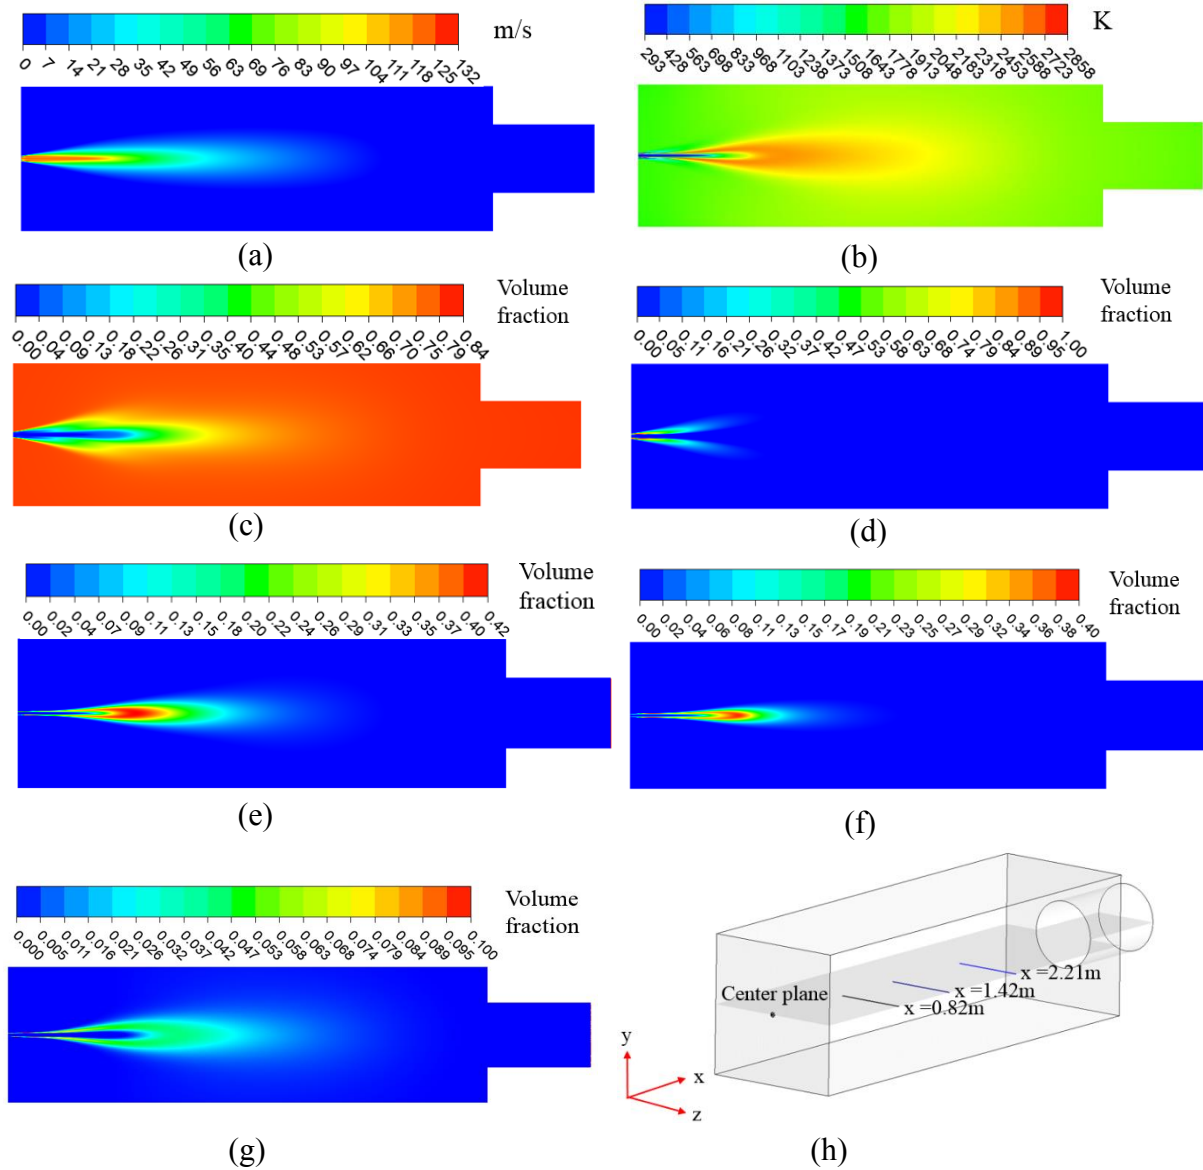 m/s
0 7 14 21 28 35 42 49 56 63 69 76 83 90 97 104 111 118 125 132
(a)
K
293 428 563 698 833 968 1103 1238 1373 1508 1643 1778 1913 2048 2183 2318 2453 2588 2723 2858
(b)
Volume
fraction
0.00 0.04 0.09 0.13 0.18 0.22 0.26 0.31 0.35 0.40 0.44 0.48 0.53 0.57 0.62 0.66 0.70 0.75 0.79 0.84
(c)
Volume
fraction
0.00 0.05 0.11 0.16 0.21 0.26 0.32 0.37 0.42 0.47 0.53 0.58 0.63 0.68 0.74 0.79 0.84 0.89 0.95 1.00
(d)
Volume
fraction
0.00 0.02 0.04 0.07 0.09 0.11 0.13 0.15 0.18 0.20 0.22 0.24 0.26 0.29 0.31 0.33 0.35 0.37 0.40 0.42
(e)
Volume
fraction
0.00 0.02 0.04 0.06 0.08 0.11 0.13 0.15 0.17 0.19 0.21 0.23 0.25 0.27 0.29 0.32 0.34 0.36 0.38 0.40
(f)
Volume
fraction
0.000 0.005 0.011 0.016 0.021 0.026 0.032 0.037 0.042 0.047 0.053 0.058 0.063 0.068 0.074 0.079 0.084 0.089 0.095 0.100
(g)
x =2.21m
x =1.42m
x =0.82m
Center plane
y
x
z
(h)